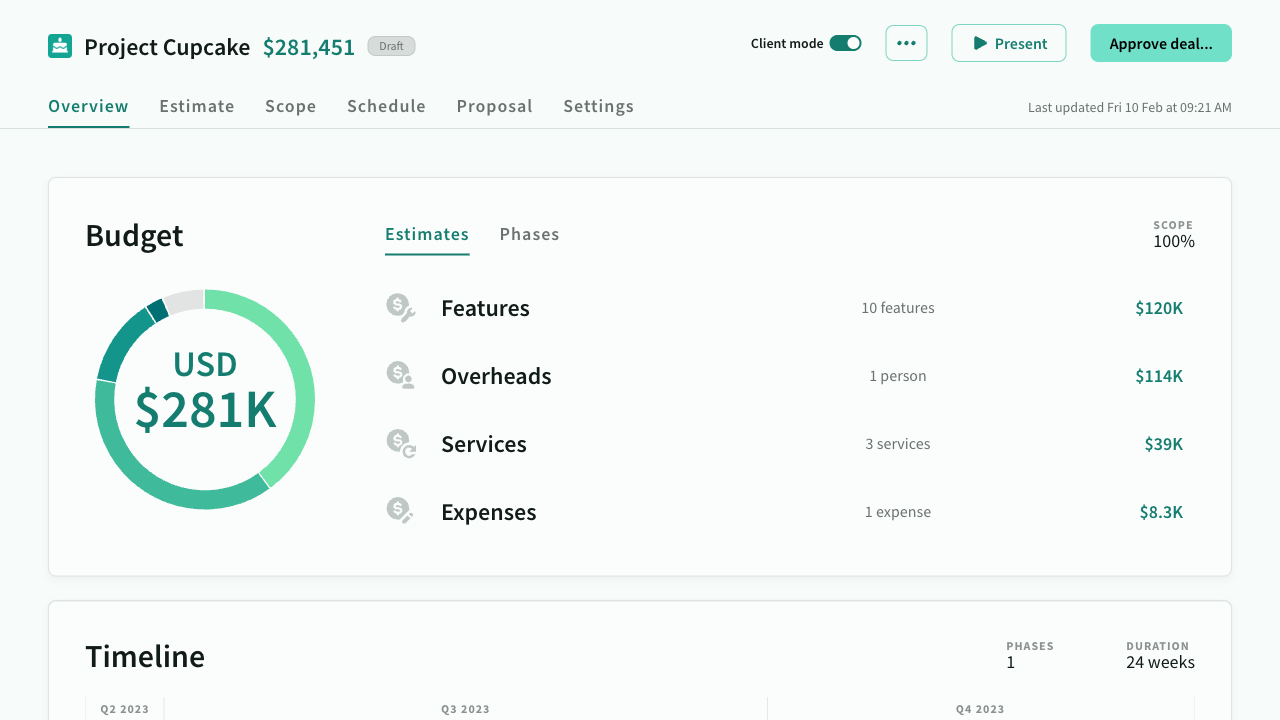 Project Cupcake $281,451 Draft
Client mode ••• Present Approve deal...
Overview Estimate Scope Schedule Proposal Settings
Last updated Fri 10 Feb at 09:21 AM
Budget
USD
$281K
Estimates Phases
SCOPE
100%
Features 10 features $120K
Overheads 1 person $114K
Services 3 services $39K
Expenses 1 expense $8.3K
Timeline
PHASES
1
DURATION
24 weeks
Q2 2023 Q3 2023 Q4 2023